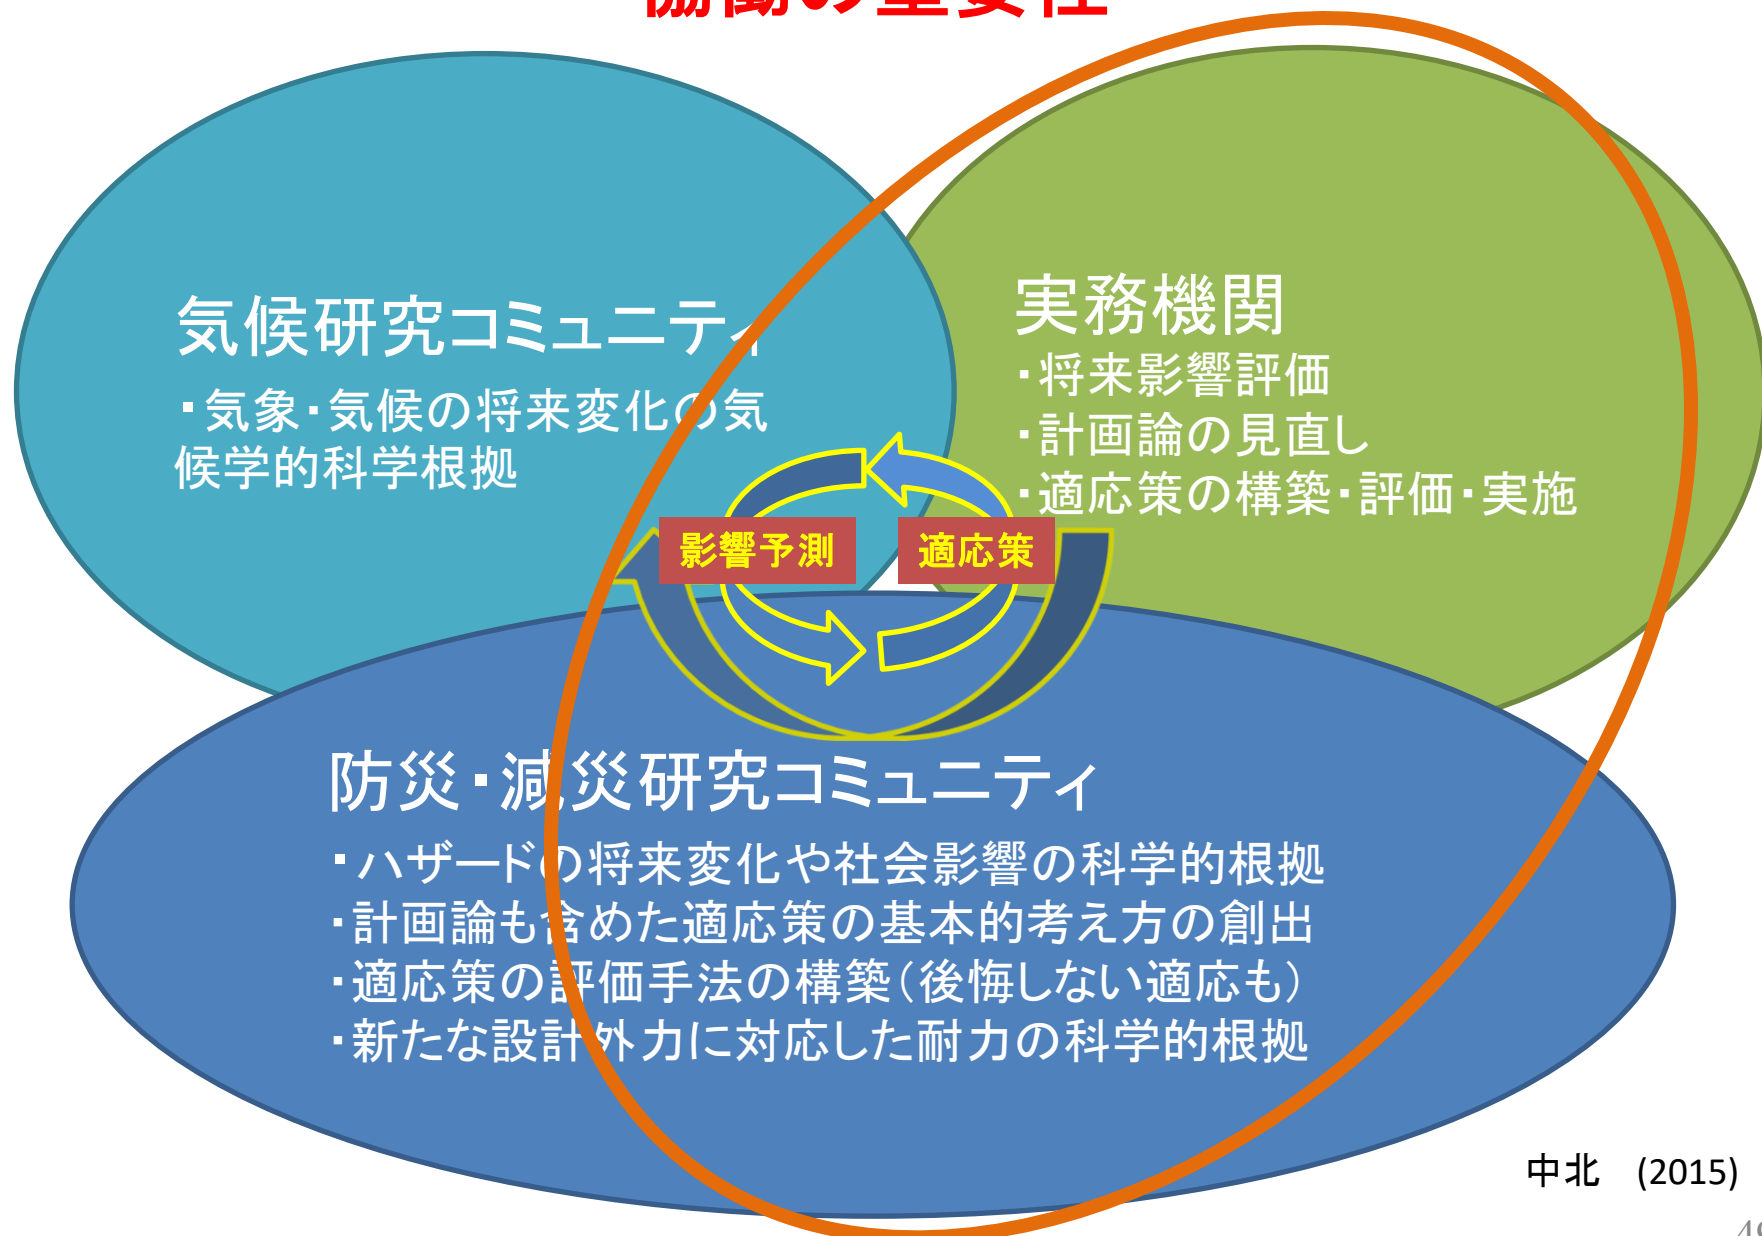 協働の重要性
気候研究コミュニティ
・気象・気候の将来変化の気
候学的科学根拠
実務機関
・将来影響評価
・計画論の見直し
・適応策の構築・評価・実施
影響予測
適応策
防災・減災研究コミュニティ
・ハザードの将来変化や社会影響の科学的根拠
・計画論も含めた適応策の基本的考え方の創出
・適応策の評価手法の構築(後悔しない適応も)
・新たな設計外力に対応した耐力の科学的根拠
中北 (2015)